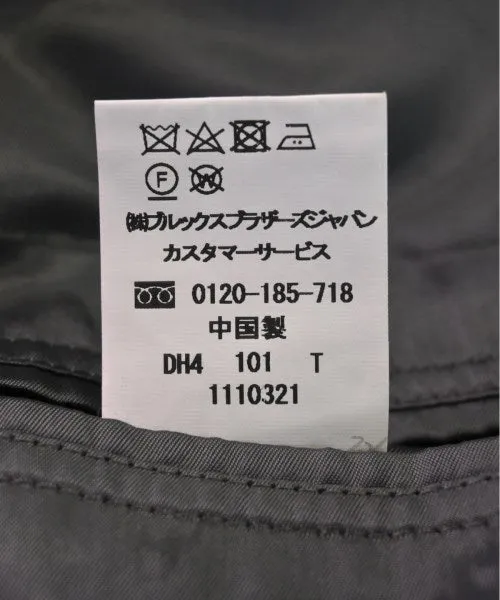 F W
㈱ブルックスブラザーズジャパン
カスタマーサービス
0120-185-718
中国製
DH4 101 T
1110321